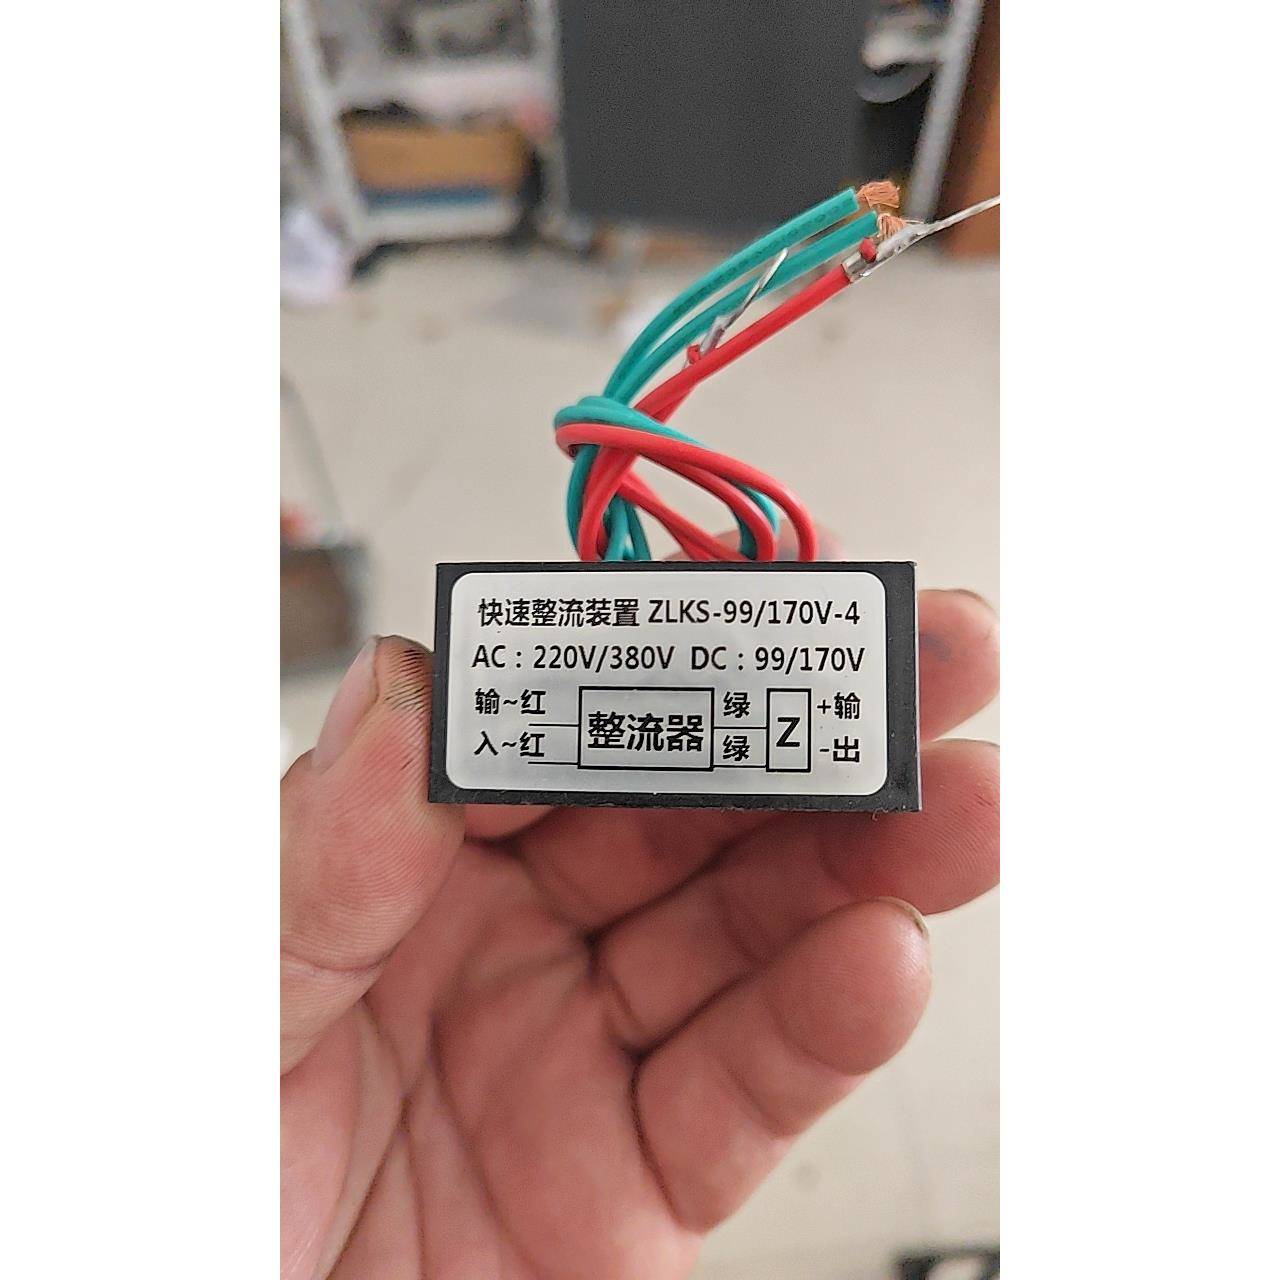 快速整流装置 ZLKS-99/170V-4
AC：220V/380V DC：99/170V
输~红 整流器 绿 Z +输
入~红 绿 -出